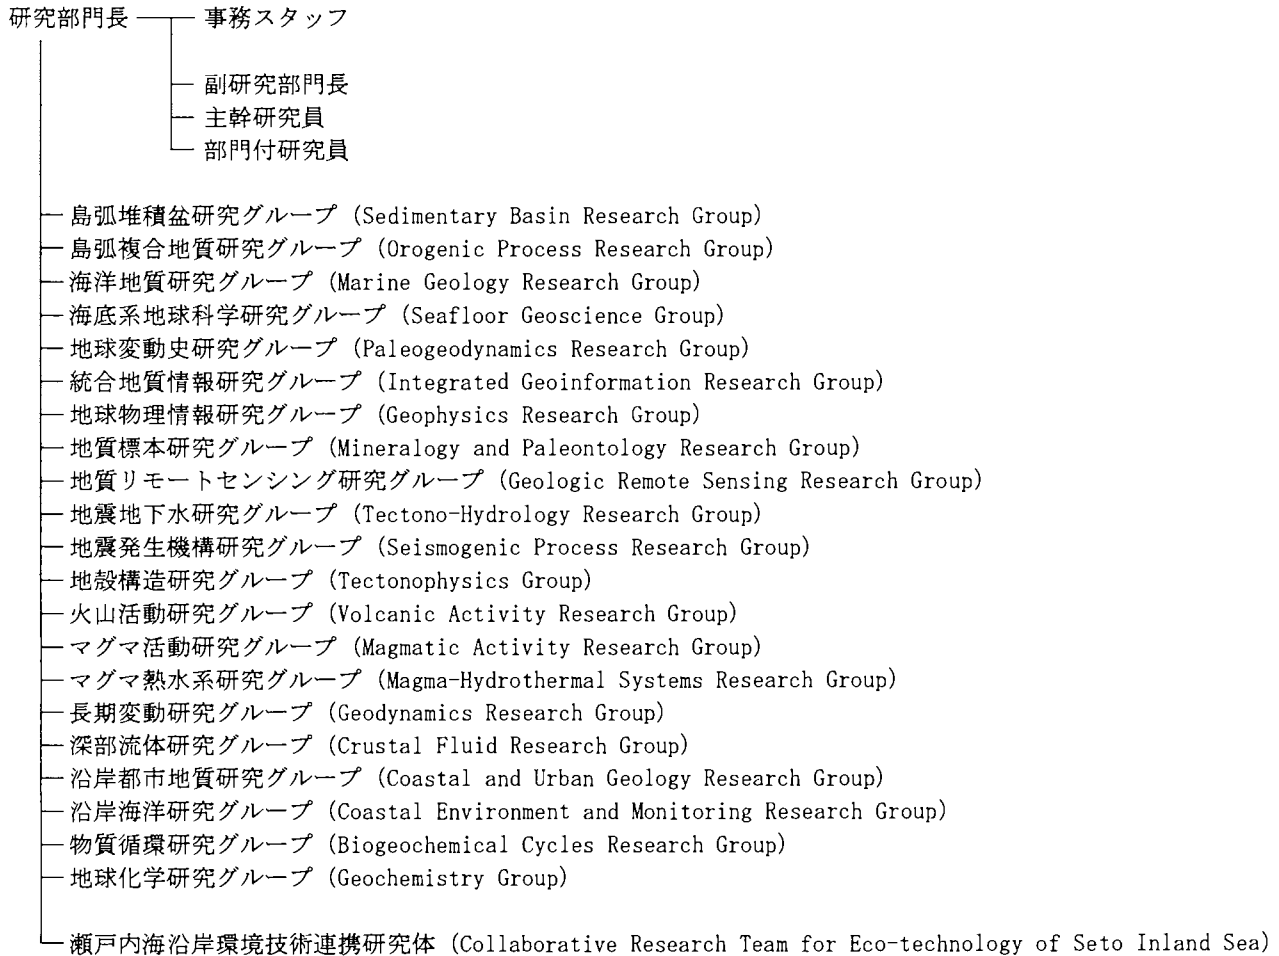 研究部門長 事務スタッフ
副研究部門長
主幹研究員
部門付研究員
島弧堆積盆研究グループ (Sedimentary Basin Research Group)
島弧複合地質研究グループ (Orogenic Process Research Group)
海洋地質研究グループ (Marine Geology Research Group)
海底系地球科学研究グループ (Seafloor Geoscience Group)
地球変動史研究グループ (Paleogeodynamics Research Group)
統合地質情報研究グループ (Integrated Geoinformation Research Group)
地球物理情報研究グループ (Geophysics Research Group)
地質標本研究グループ (Mineralogy and Paleontology Research Group)
地質リモートセンシング研究グループ (Geologic Remote Sensing Research Group)
地震地下水研究グループ (Tectono-Hydrology Research Group)
地震発生機構研究グループ (Seismogenic Process Research Group)
地殻構造研究グループ (Tectonophysics Group)
火山活動研究グループ (Volcanic Activity Research Group)
マグマ活動研究グループ (Magmatic Activity Research Group)
マグマ熱水系研究グループ (Magma-Hydrothermal Systems Research Group)
長期変動研究グループ (Geodynamics Research Group)
深部流体研究グループ (Crustal Fluid Research Group)
沿岸都市地質研究グループ (Coastal and Urban Geology Research Group)
沿岸海洋研究グループ (Coastal Environment and Monitoring Research Group)
物質循環研究グループ (Biogeochemical Cycles Research Group)
地球化学研究グループ (Geochemistry Group)
瀬戸内海沿岸環境技術連携研究体 (Collaborative Research Team for Eco-technology of Seto Inland Sea)